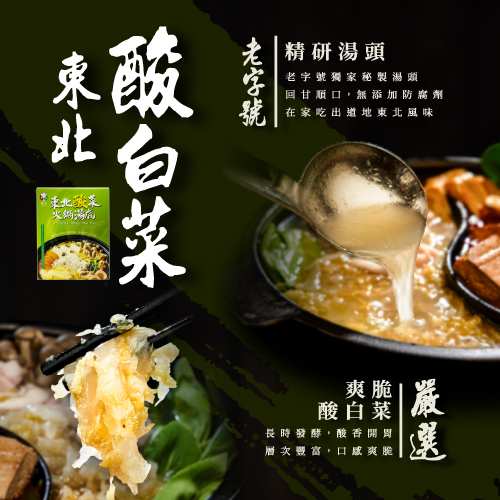 東北
酸白菜
老字號
精研湯頭
老字號獨家秘製湯頭
回甘順口，無添加防腐劑
在家吃出道地東北風味
東北酸菜
火鍋湯底
爽脆
酸白菜
嚴選
長時發酵，酸香開胃
層次豐富，口感爽脆